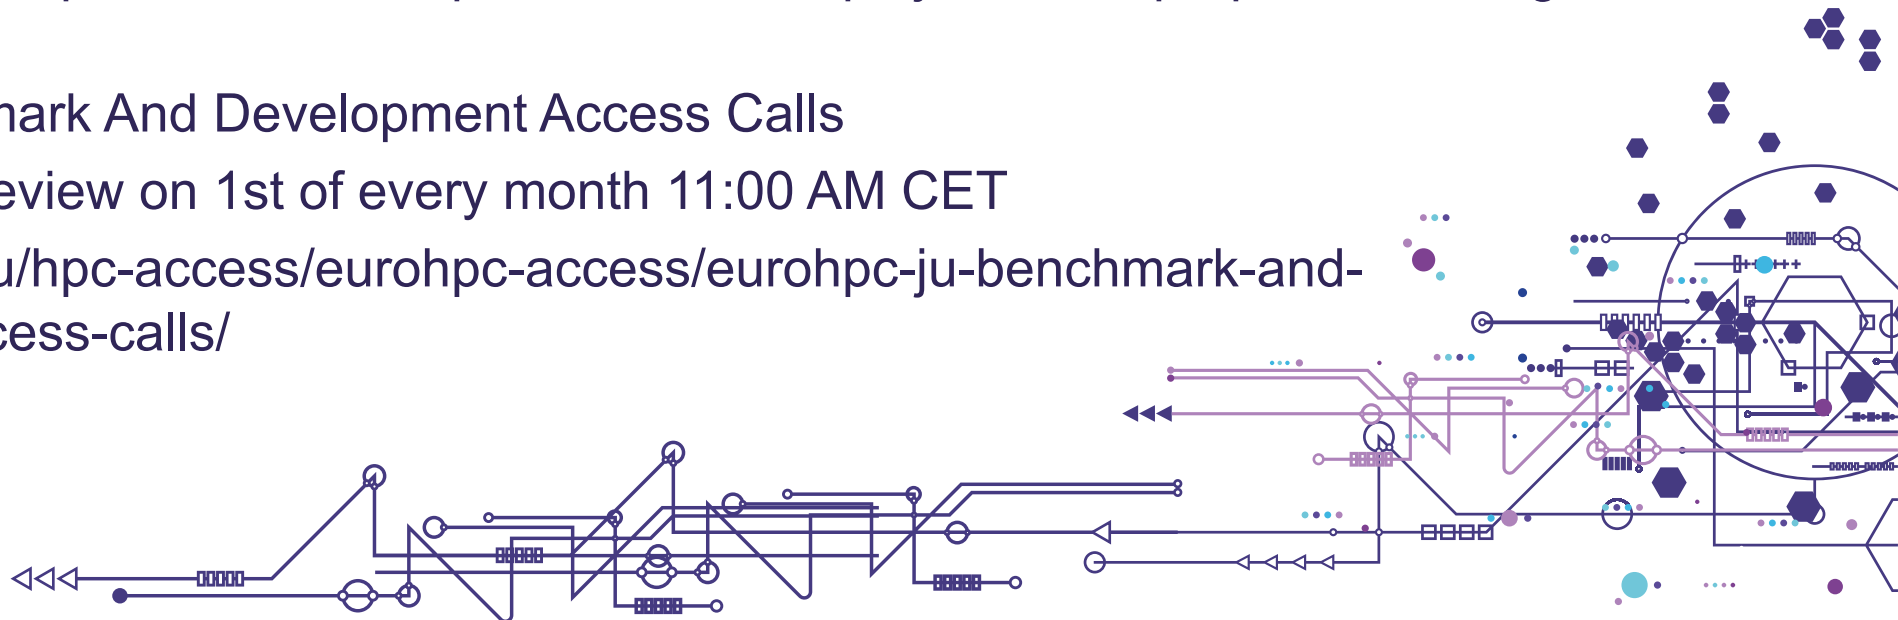 mark And Development Access Calls
eview on 1st of every month 11:00 AM CET
u/hpc-access/eurohpc-access/eurohpc-ju-benchmark-and-
cess-calls/